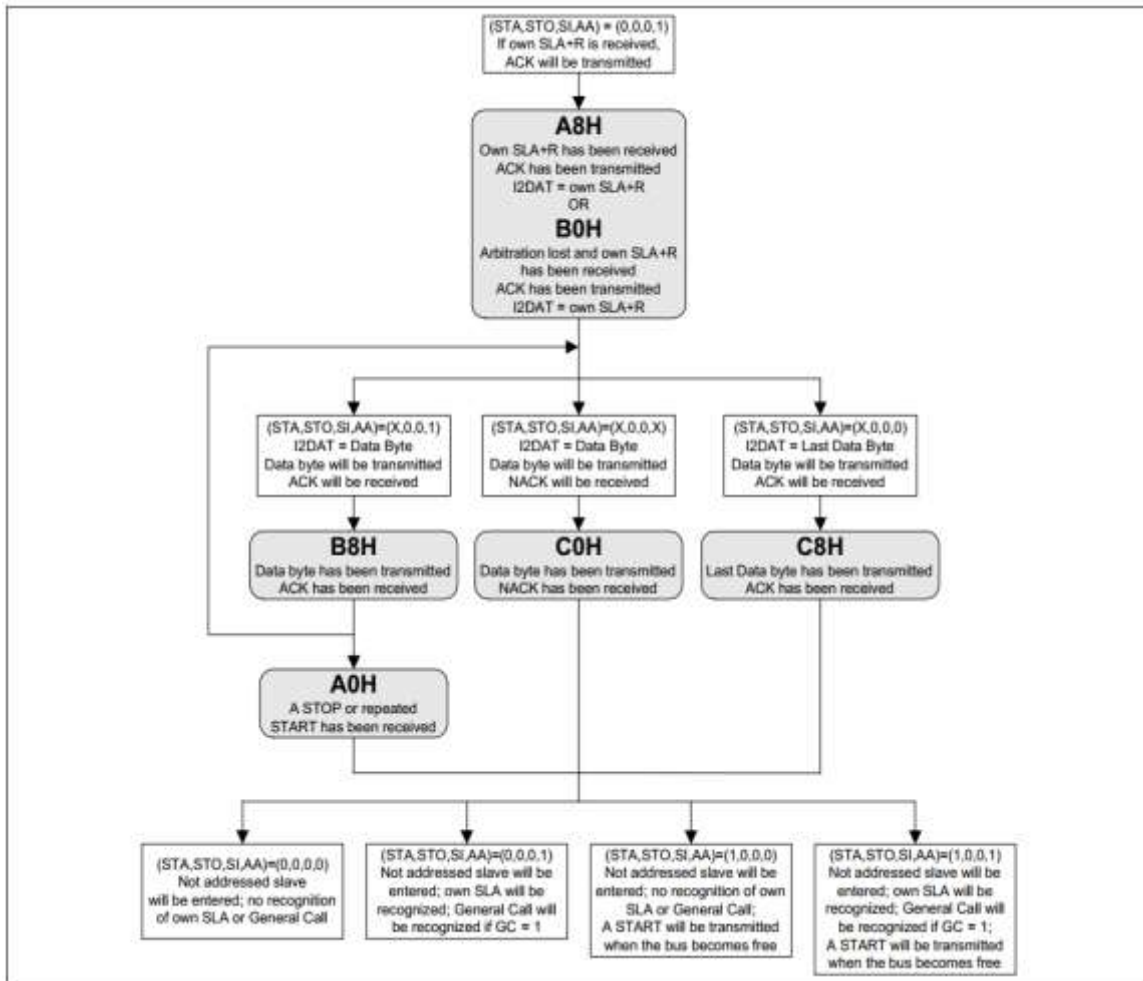 (STA,STO,SI,AA) = (0,0,0,1)
If own SLA+R is received,
ACK will be transmitted
A8H
Own SLA+R has been received
ACK has been transmitted
I2DAT = own SLA+R
OR
B0H
Arbitration lost and own SLA+R
has been received
ACK has been transmitted
I2DAT = own SLA+R
(STA,STO,SI,AA)=(X,0,0,1)
I2DAT = Data Byte
Data byte will be transmitted
ACK will be received
(STA,STO,SI,AA)=(X,0,0,X)
I2DAT = Data Byte
Data byte will be transmitted
NACK will be received
(STA,STO,SI,AA)=(X,0,0,0)
I2DAT = Last Data Byte
Data byte will be transmitted
ACK will be received
B8H
Data byte has been transmitted
ACK has been received
C0H
Data byte has been transmitted
NACK has been received
C8H
Last Data byte has been transmitted
ACK has been received
A0H
A STOP or repeated
START has been received
(STA,STO,SI,AA)=(0,0,0,0)
Not addressed slave
will be entered; no recognition
of own SLA or General Call
(STA,STO,SI,AA)=(0,0,0,1)
Not addressed slave will be
entered; own SLA will be
recognized; General Call will
be recognized if GC = 1
(STA,STO,SI,AA)=(1,0,0,0)
Not addressed slave will be
entered; no recognition of own
SLA or General Call;
A START will be transmitted
when the bus becomes free
(STA,STO,SI,AA)=(1,0,0,1)
Not addressed slave will be
entered; own SLA will be
recognized; General Call will
be recognized if GC = 1;
A START will be transmitted
when the bus becomes free